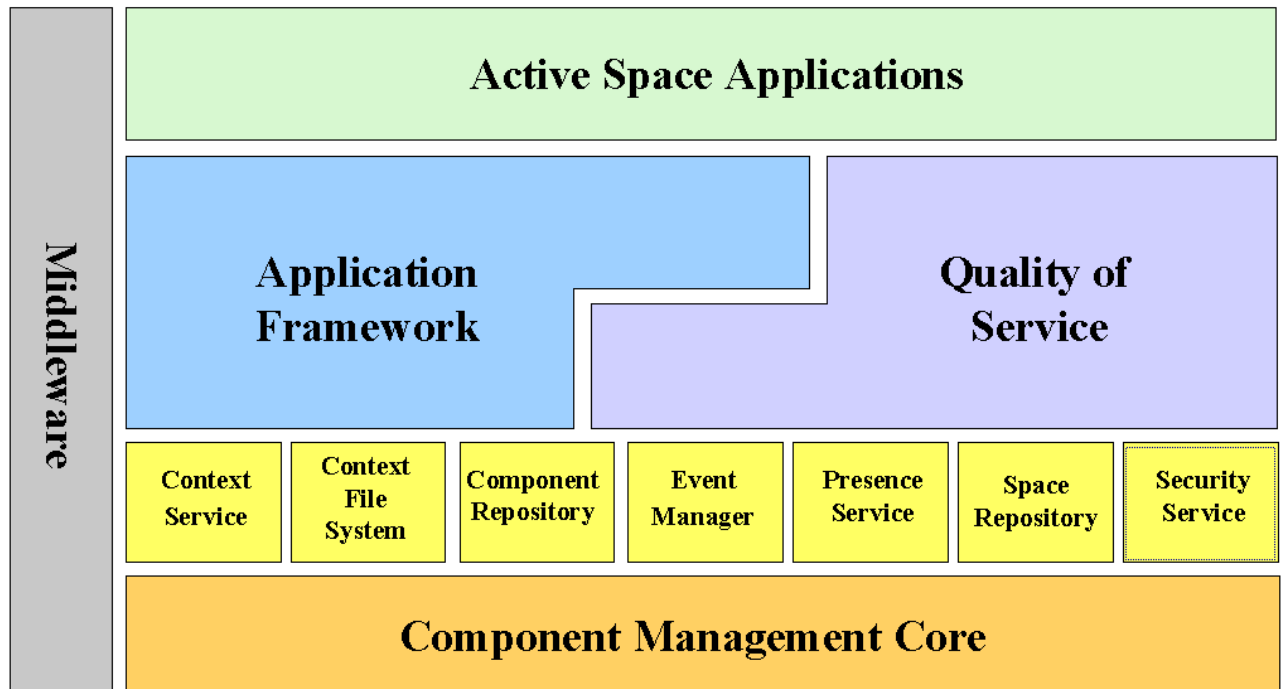 Middleware
Active Space Applications
Application
Framework
Quality of
Service
Context
Service
Context
File
System
Component
Repository
Event
Manager
Presence
Service
Space
Repository
Security
Service
Component Management Core